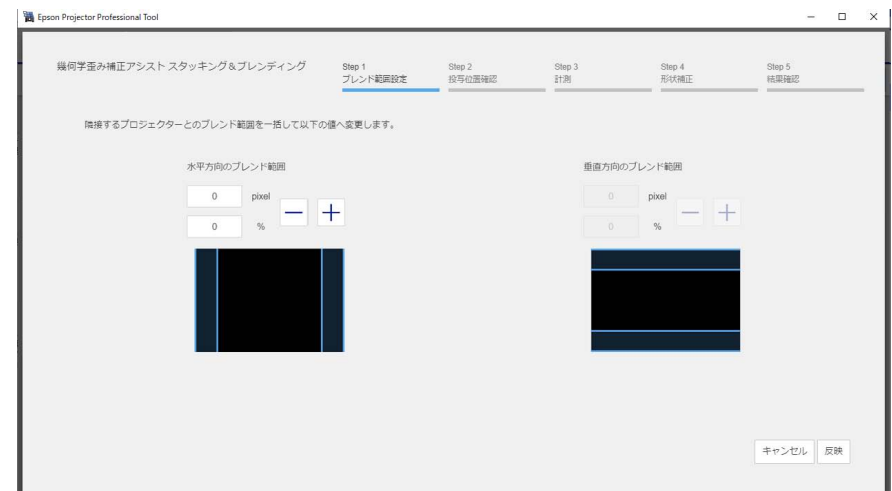 Epson Projector Professional Tool
幾何学歪み補正アシスト スタッキング&ブレンディング
Step 1
ブレンド範囲設定
Step 2
投写位置確認
Step 3
計測
Step 4
形状補正
Step 5
結果確認
隣接するプロジェクターとのブレンド範囲を一括して以下の値へ変更します。
水平方向のブレンド範囲
0 pixel
0 %
垂直方向のブレンド範囲
0 pixel
0 %
キャンセル 反映